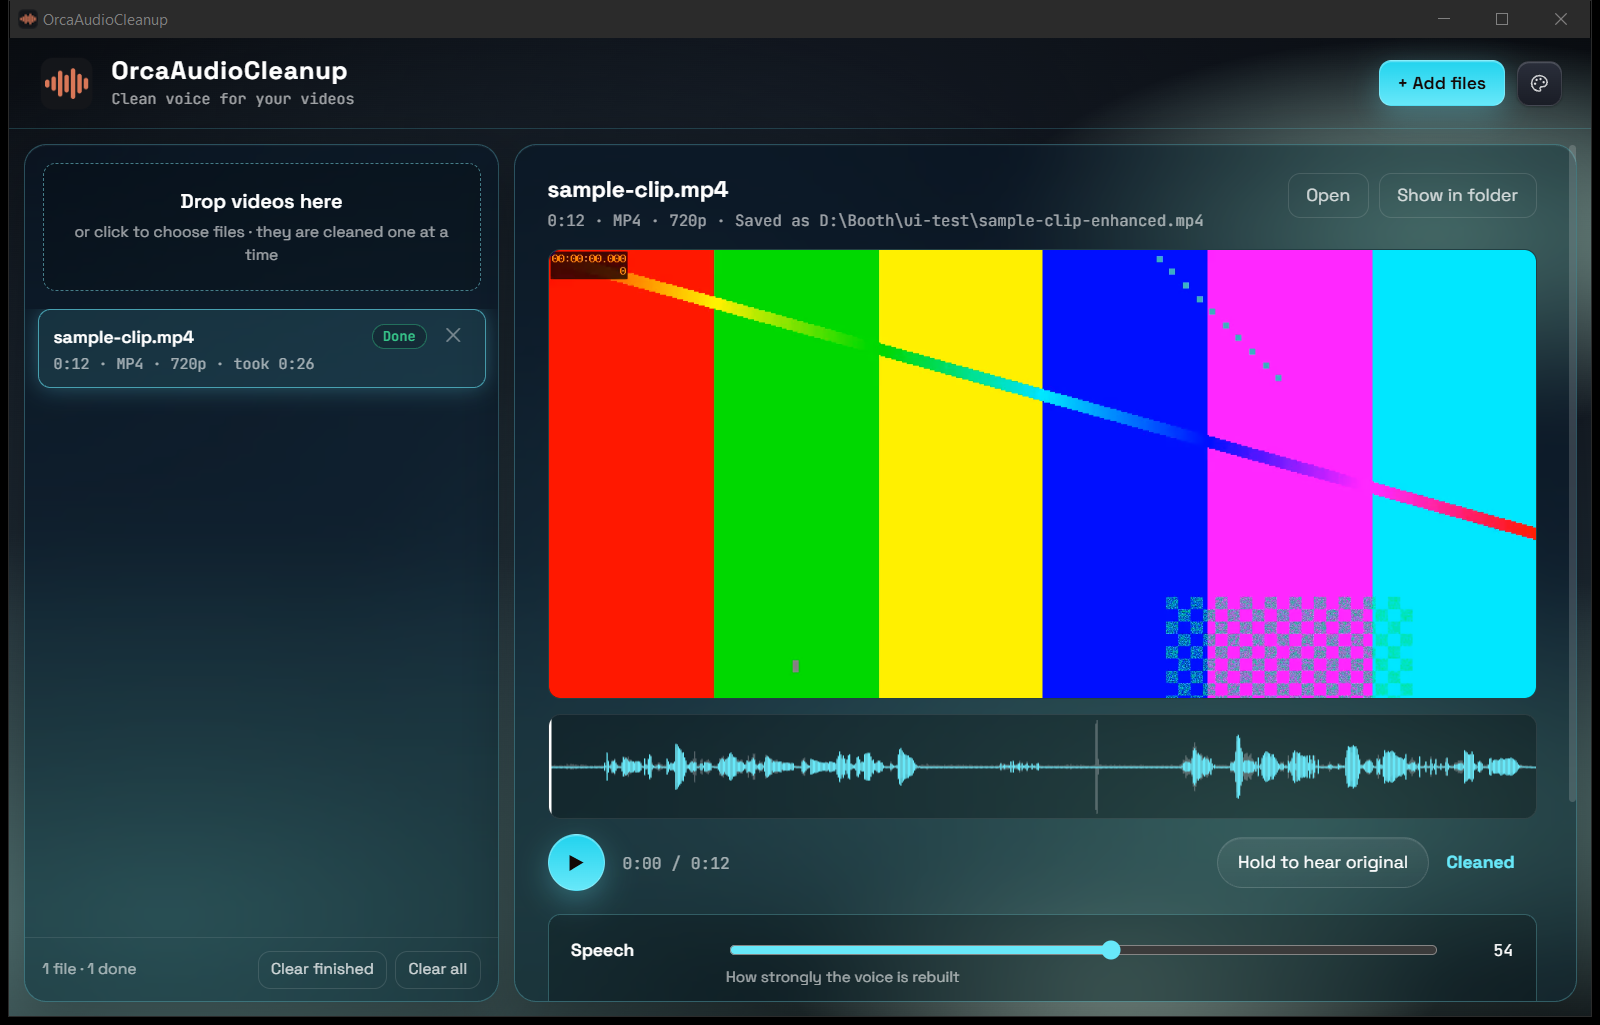 OrcaAudioCleanup
OrcaAudioCleanup
Clean voice for your videos
+ Add files
Drop videos here
or click to choose files · they are cleaned one at a
time
sample-clip.mp4
Done
0:12 · MP4 · 720p · took 0:26
1 file · 1 done
Clear finished
Clear all
sample-clip.mp4
0:12 · MP4 · 720p · Saved as D:\Booth\ui-test\sample-clip-enhanced.mp4
Open
Show in folder
00:00:00.000
0
0:00 / 0:12
Hold to hear original
Cleaned
Speech
54
How strongly the voice is rebuilt